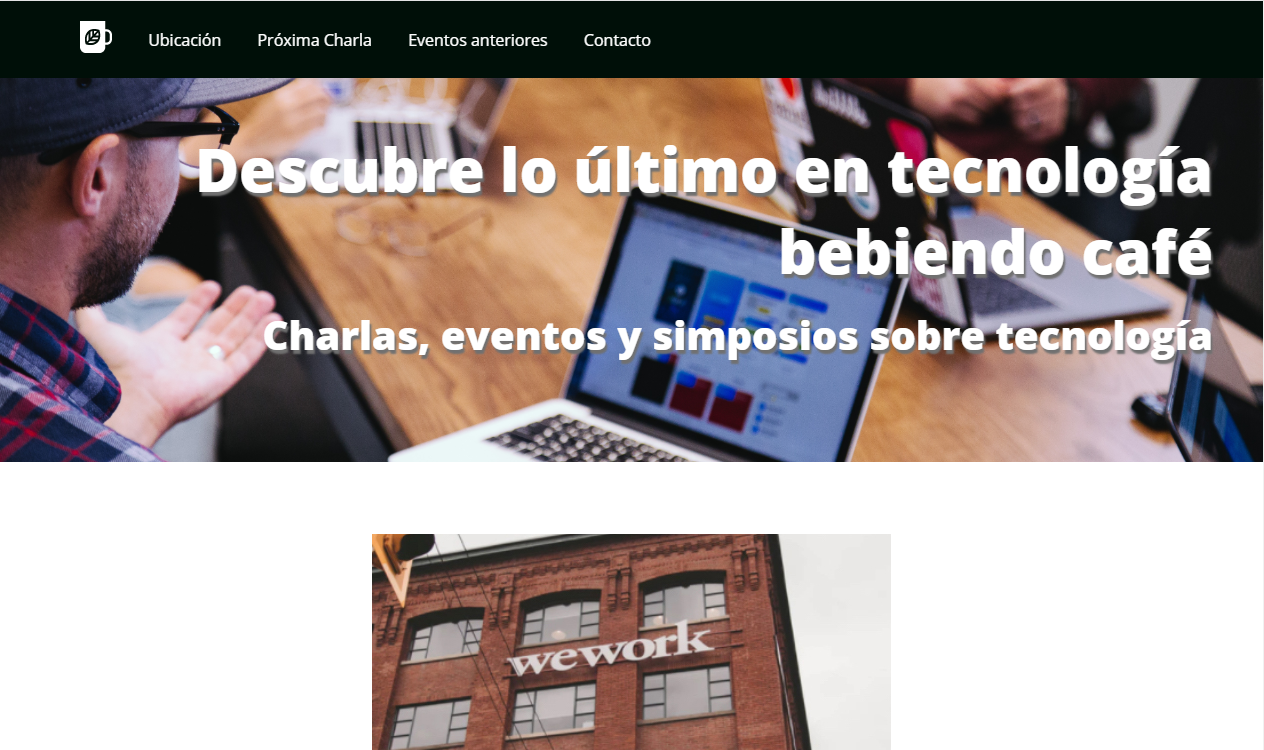 Ubicación
Próxima Charla
Eventos anteriores
Contacto
Descubre lo último en tecnología
bebiendo café
Charlas, eventos y simposios sobre tecnología
wework